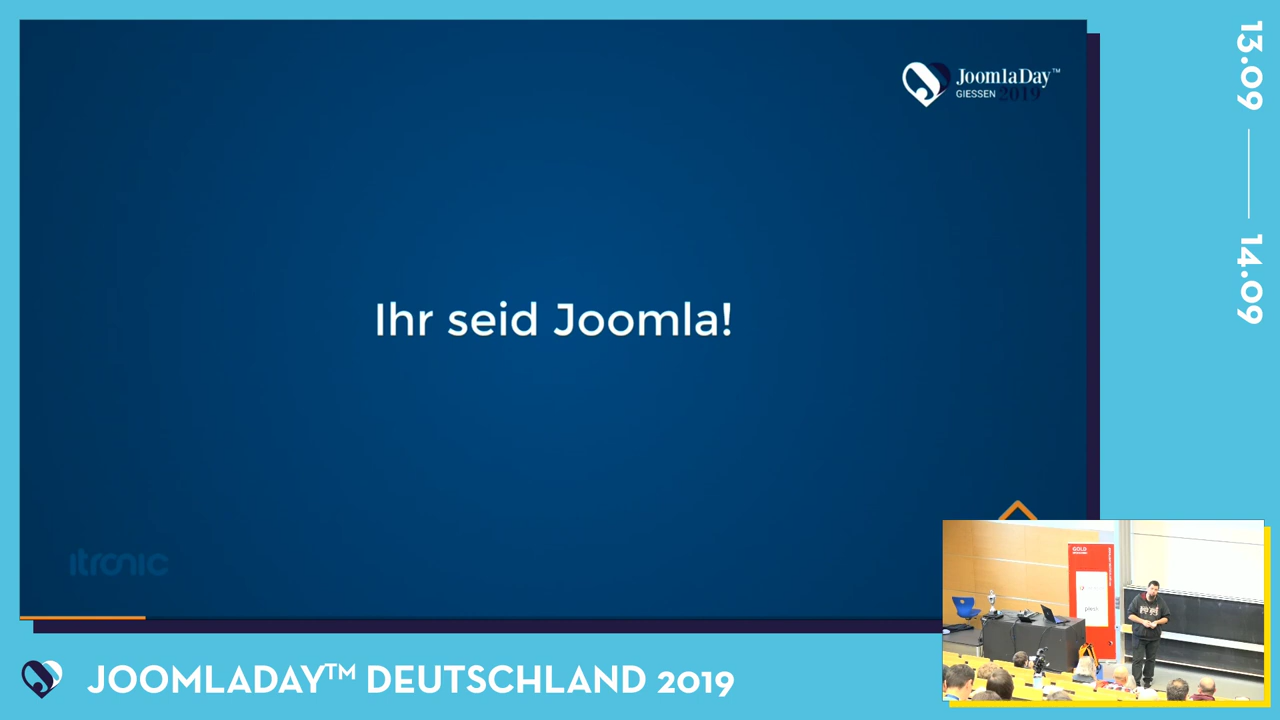 JoomlaDay™
GIESSEN 2019
Ihr seid Joomla!
itronic
13.09
14.09
GOLD
plesk
JOOMLADAY™ DEUTSCHLAND 2019